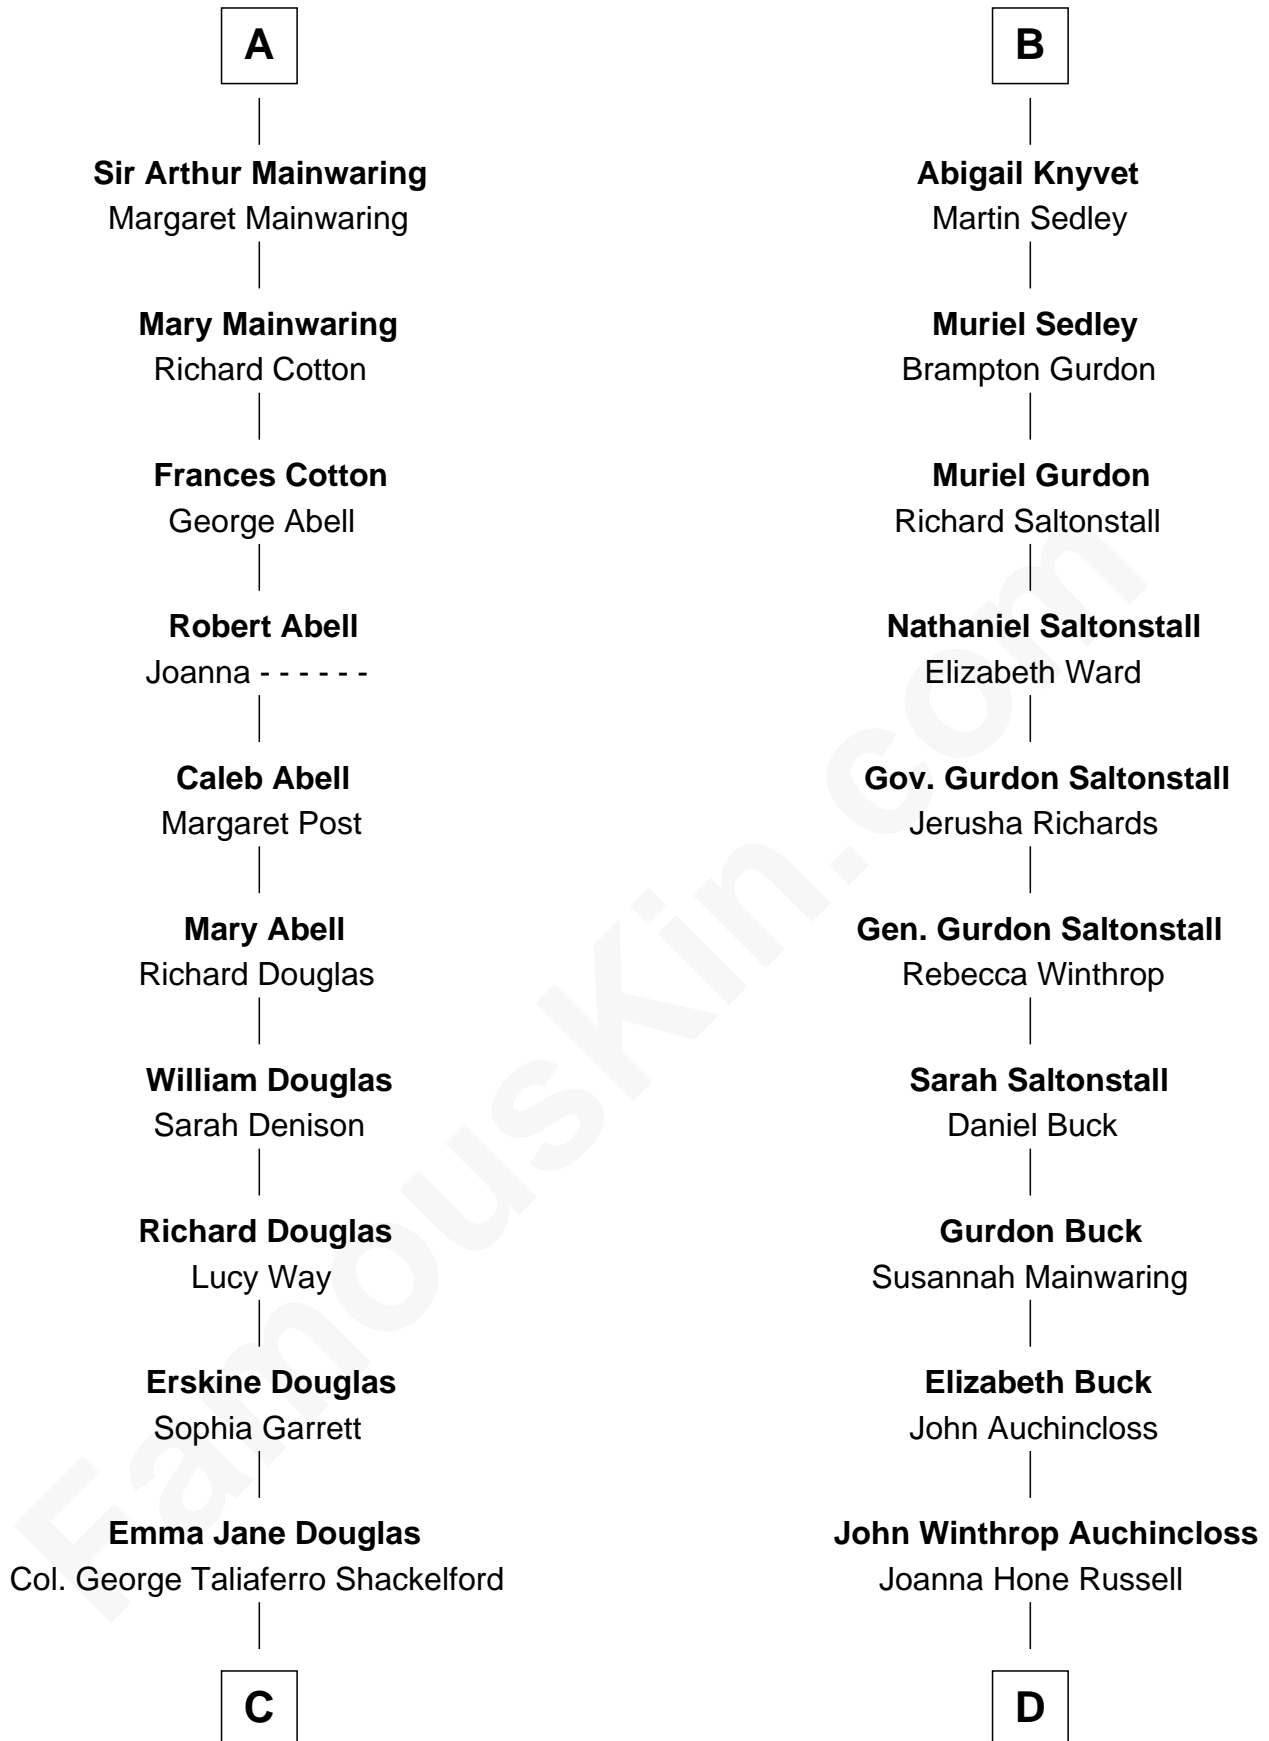 A
Sir Arthur Mainwaring
Margaret Mainwaring
Mary Mainwaring
Richard Cotton
Frances Cotton
George Abell
Robert Abell
Joanna - - - - - -
Caleb Abell
Margaret Post
Mary Abell
Richard Douglas
William Douglas
Sarah Denison
Richard Douglas
Lucy Way
Erskine Douglas
Sophia Garrett
Emma Jane Douglas
Col. George Taliaferro Shackelford
C
B
Abigail Knyvet
Martin Sedley
Muriel Sedley
Brampton Gurdon
Muriel Gurdon
Richard Saltonstall
Nathaniel Saltonstall
Elizabeth Ward
Gov. Gurdon Saltonstall
Jerusha Richards
Gen. Gurdon Saltonstall
Rebecca Winthrop
Sarah Saltonstall
Daniel Buck
Gurdon Buck
Susannah Mainwaring
Elizabeth Buck
John Auchincloss
John Winthrop Auchincloss
Joanna Hone Russell
D
FamousKin.com